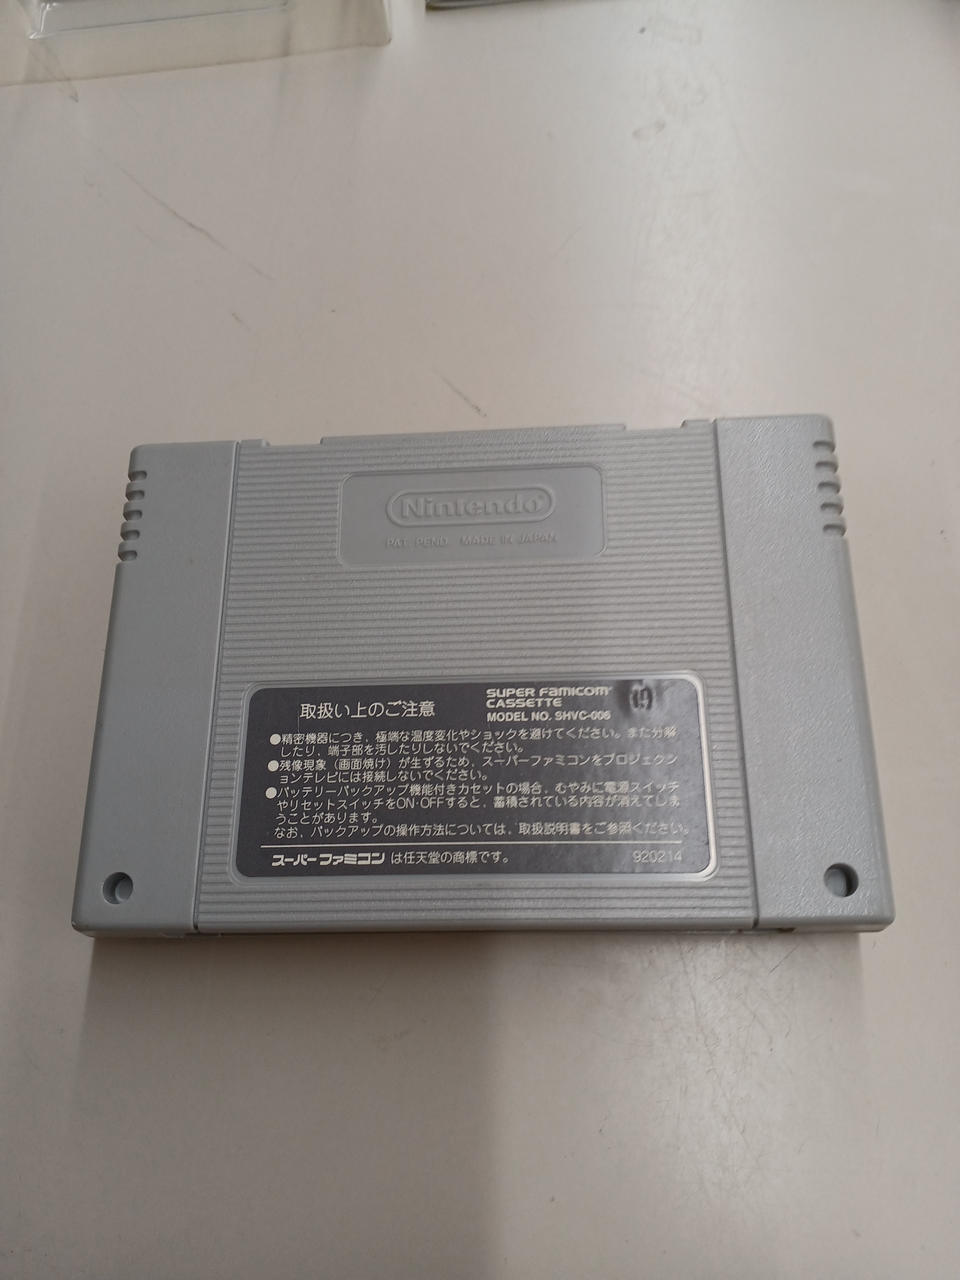 Nintendo
PAT. PEND. MADE IN JAPAN
取扱い上のご注意
SUPER FAMICOM
CASSETTE
MODEL NO. SHVC-006
●精密機器につき、極端な温度変化やショックを避けてください。また分解
したり、端子部を汚したりしないでください。
●残像現象（画面焼け）が生ずるため、スーパーファミコンをプロジェクシ
ョンテレビには接続しないでください。
●バッテリーバックアップ機能付きカセットの場合、むやみに電源スイッチ
やリセットスイッチをON·OFFすると、蓄積されている内容が消えてしま
うことがあります。
なお、バックアップの操作方法については、取扱説明書をご参照ください。
スーパーファミコン は任天堂の商標です。
920214